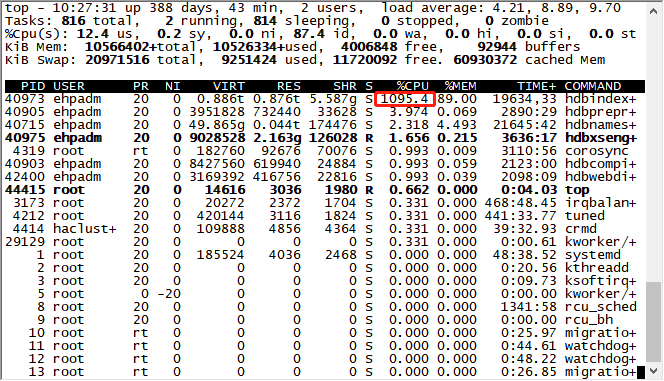 top - 10:27:31 up 388 days, 43 min,  2 users,  load average: 4.21, 8.89, 9.70
Tasks: 816 total,   2 running, 814 sleeping,   0 stopped,   0 zombie
%Cpu(s): 12.4 us,  0.2 sy,  0.0 ni, 87.4 id,  0.0 wa,  0.0 hi,  0.0 si,  0.0 st
KiB Mem:  10566402+total, 10526334+used,  4006848 free,    92944 buffers
KiB Swap: 20971516 total,  9251424 used, 11720092 free. 60930372 cached Mem
PID USER PR NI VIRT RES SHR S %CPU %MEM TIME+ COMMAND
40973 ehpadm 20 0 0.886t 0.876t 5.587g S 1095.4 89.00 19634,33 hdbindex+
40905 ehpadm 20 0 3951828 732440 33628 S 3.974 0.069 2890:29 hdbprepr+
40715 ehpadm 20 0 49.865g 0.044t 174476 S 2.318 4.493 21645:42 hdbnames+
40975 ehpadm 20 0 9028528 2.163g 126028 R 1.656 0.215 3636:17 hdbxseng+
4319 root rt 0 182760 92676 70076 S 0.993 0.009 3110:56 corosync
40903 ehpadm 20 0 8427560 619940 24884 S 0.993 0.059 2123:00 hdbcompi+
42400 ehpadm 20 0 3169392 416756 22816 S 0.993 0.039 2098:09 hdbwebdi+
44415 root 20 0 14616 3036 1980 R 0.662 0.000 0:04.03 top
3173 root 20 0 20272 2372 1704 S 0.331 0.000 468:48.45 irqbalan+
4212 root 20 0 420144 3116 1824 S 0.331 0.000 441:33.77 tuned
4414 haclust+ 20 0 109888 4856 4364 S 0.331 0.000 39:32.93 crmd
29129 root 20 0 0 0 0 S 0.331 0.000 0:00.61 kworker/+
1 root 20 0 185524 4036 2468 S 0.000 0.000 48:38.52 systemd
2 root 20 0 0 0 0 S 0.000 0.000 0:20.56 kthreadd
3 root 20 0 0 0 0 S 0.000 0.000 0:09.73 ksoftirq+
5 root 0 -20 0 0 0 S 0.000 0.000 0:00.00 kworker/+
8 root 20 0 0 0 0 S 0.000 0.000 1341:58 rcu_sched
9 root 20 0 0 0 0 S 0.000 0.000 0:00.00 rcu_bh
10 root rt 0 0 0 0 S 0.000 0.000 0:25.97 migratio+
11 root rt 0 0 0 0 S 0.000 0.000 0:44.61 watchdog+
12 root rt 0 0 0 0 S 0.000 0.000 0:48.22 watchdog+
13 root rt 0 0 0 0 S 0.000 0.000 0:26.85 migratio+